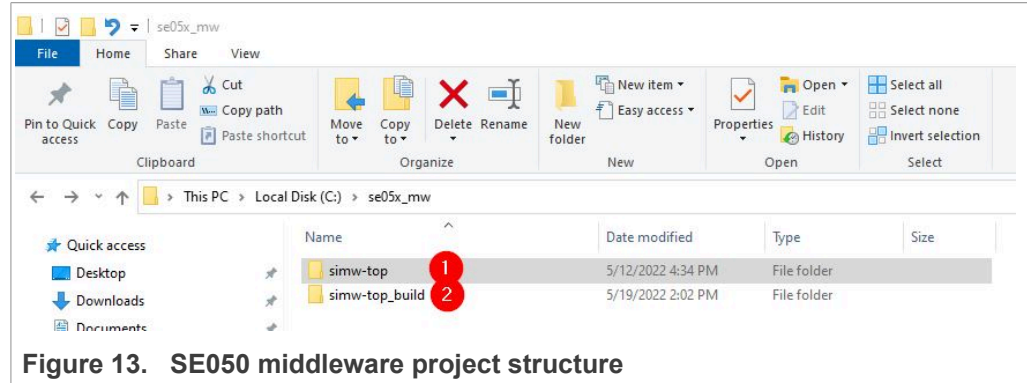 se05x_mw
File Home Share View
Pin to Quick access
Copy
Paste
Cut
Copy path
Paste shortcut
Clipboard
Move to
Copy to
Delete
Rename
Organize
New folder
New item
Easy access
New
Properties
Open
Edit
History
Open
Select all
Select none
Invert selection
Select
This PC > Local Disk (C:) > se05x_mw
Name Date modified Type Size
Quick access
Desktop
Downloads
Documents
simw-top 1 5/12/2022 4:34 PM File folder
simw-top_build 2 5/19/2022 2:02 PM File folder
Figure 13. SE050 middleware project structure